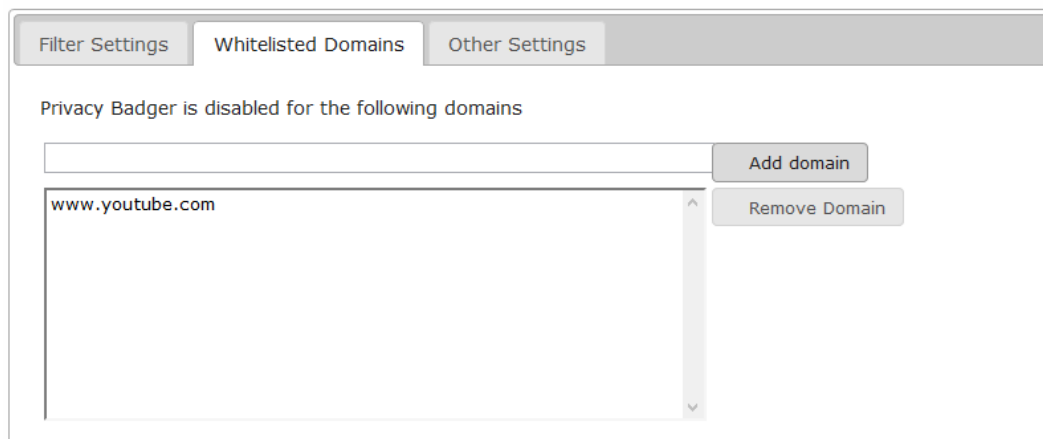 Filter Settings Whitelisted Domains Other Settings
Privacy Badger is disabled for the following domains
Add domain
www.youtube.com
Remove Domain